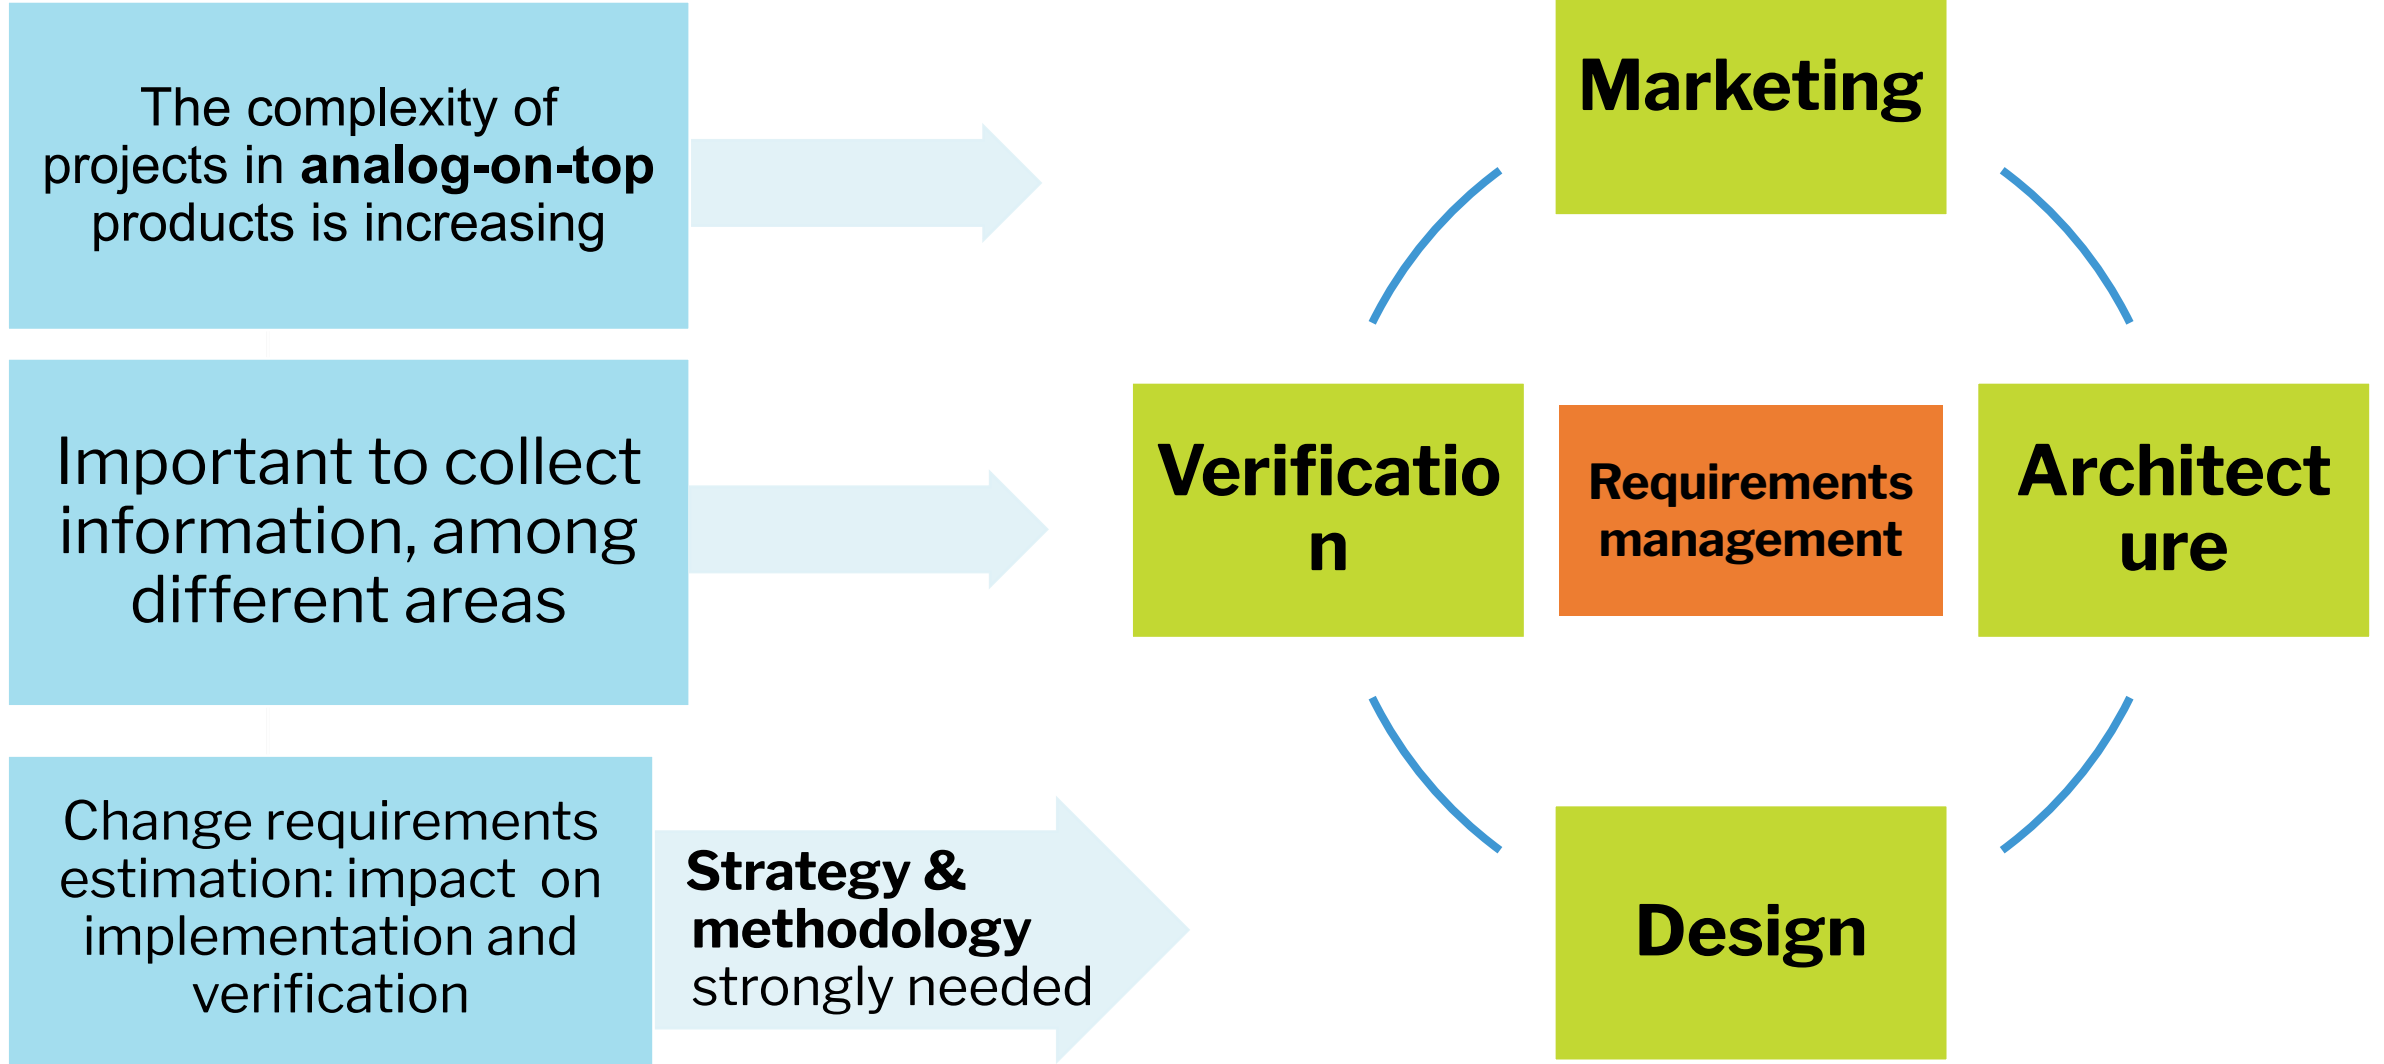 The complexity of
projects in analog-on-top
products is increasing
Important to collect
information, among
different areas
Change requirements
estimation: impact on
implementation and
verification
Strategy &
methodology
strongly needed
Marketing
Verificatio
n
Requirements
management
Architect
ure
Design